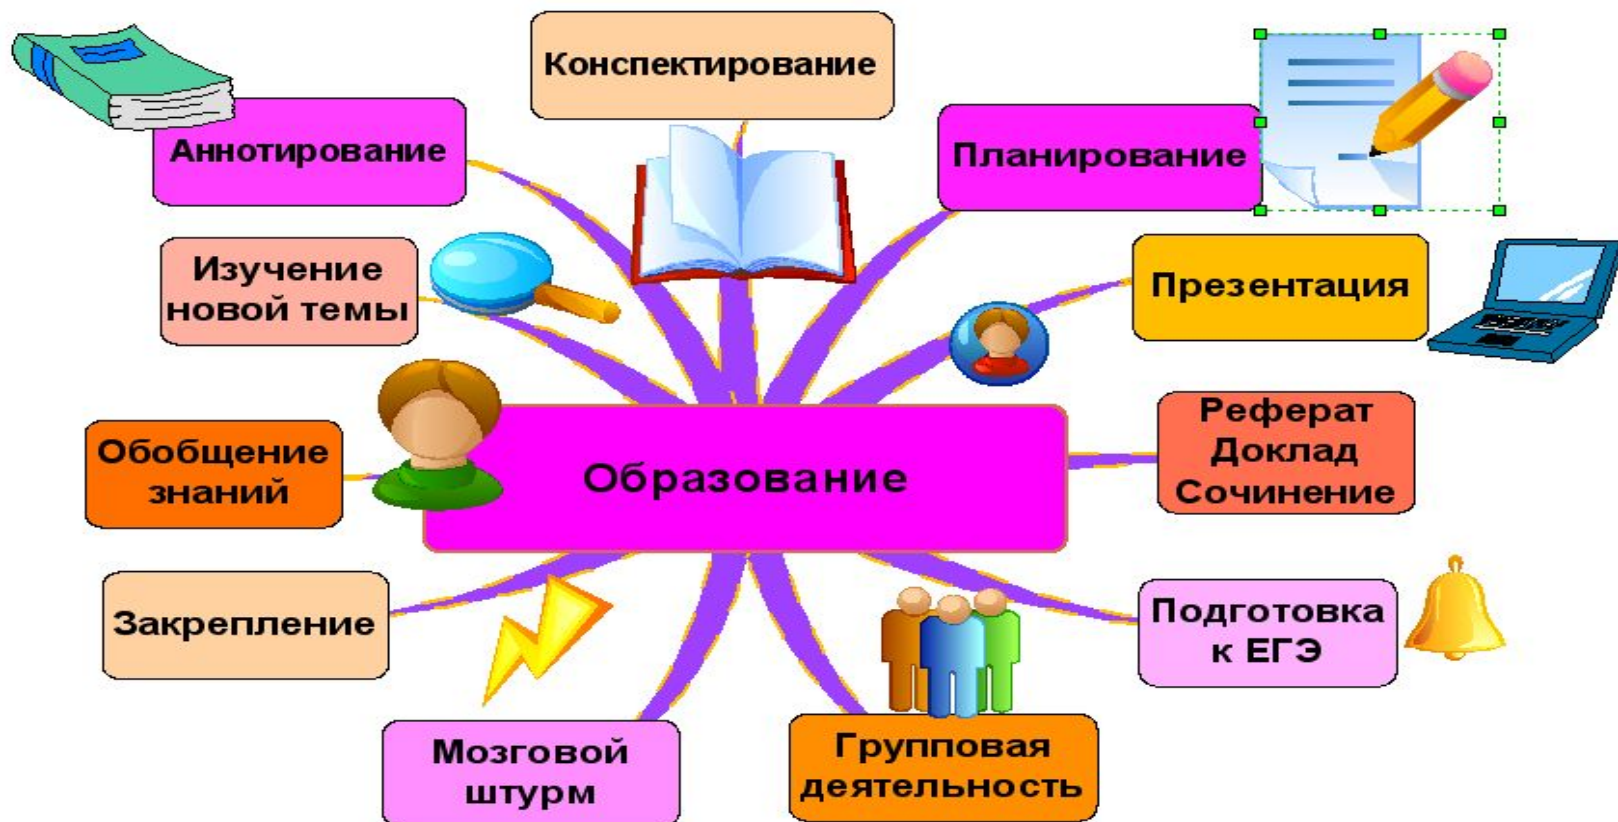 Конспектирование
Аннотирование
Планирование
Изучение
новой темы
Презентация
Обобщение
знаний
Образование
Реферат
Доклад
Сочинение
Закрепление
Подготовка
к ЕГЭ
Мозговой
штурм
Групповая
деятельность